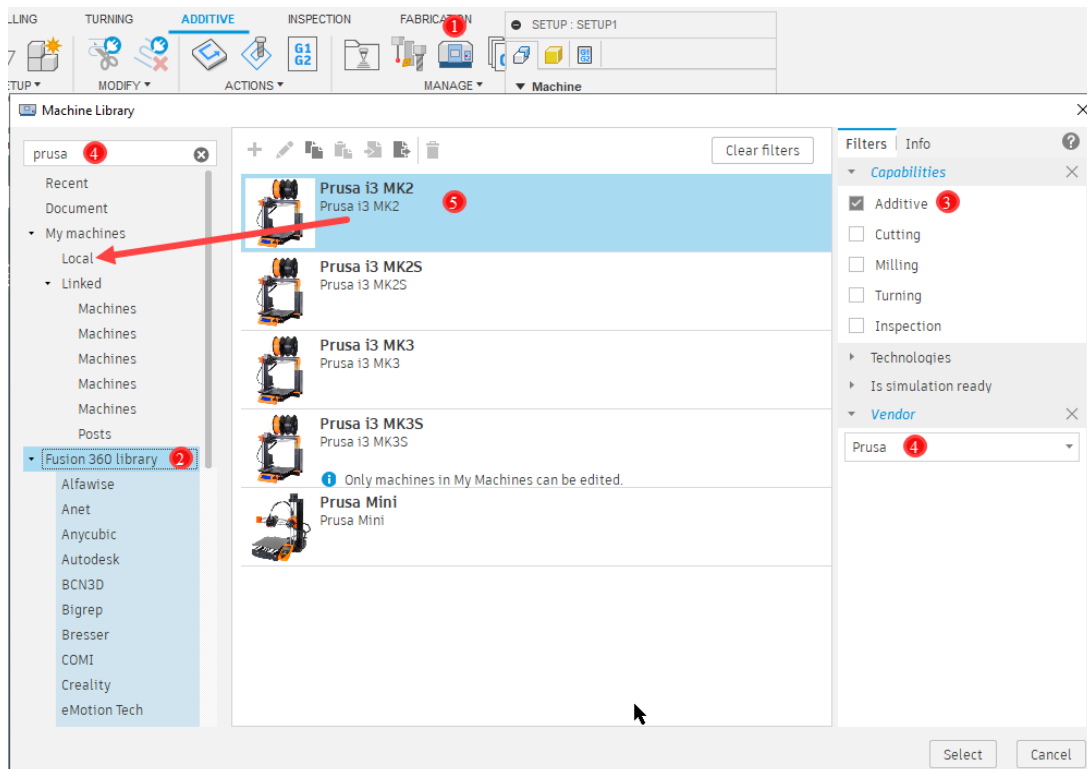 LLING TURNING ADDITIVE INSPECTION FABRICATION
1
SETUP : SETUP1
G1
G2
ETUP MODIFY ACTIONS MANAGE
Machine
Machine Library
prusa 4
Clear filters
Filters Info
Recent
Document
My machines
Local
Linked
Machines
Machines
Machines
Machines
Machines
Posts
Fusion 360 library 2
Alfawise
Anet
Anycubic
Autodesk
BCN3D
Bigrep
Bresser
COMI
Creality
eMotion Tech
Prusa i3 MK2
Prusa i3 MK2
5
Prusa i3 MK2S
Prusa i3 MK2S
Prusa i3 MK3
Prusa i3 MK3
Prusa i3 MK3S
Prusa i3 MK3S
Only machines in My Machines can be edited.
Prusa Mini
Prusa Mini
Capabilities
Additive 3
Cutting
Milling
Turning
Inspection
Technologies
Is simulation ready
Vendor
Prusa 4
Select Cancel